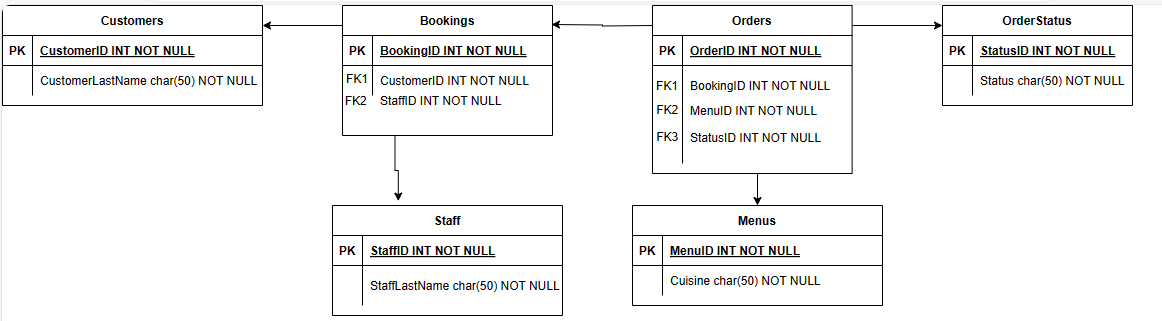 Customers
PK CustomerID INT NOT NULL
CustomerLastName char(50) NOT NULL
Bookings
PK BookingID INT NOT NULL
FK1 CustomerID INT NOT NULL
FK2 StaffID INT NOT NULL
Orders
PK OrderID INT NOT NULL
FK1 BookingID INT NOT NULL
FK2 MenuID INT NOT NULL
FK3 StatusID INT NOT NULL
OrderStatus
PK StatusID INT NOT NULL
Status char(50) NOT NULL
Staff
PK StaffID INT NOT NULL
StaffLastName char(50) NOT NULL
Menus
PK MenuID INT NOT NULL
Cuisine char(50) NOT NULL